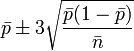 p̄ ± 3√(p̄(1 − p̄)/n̄)